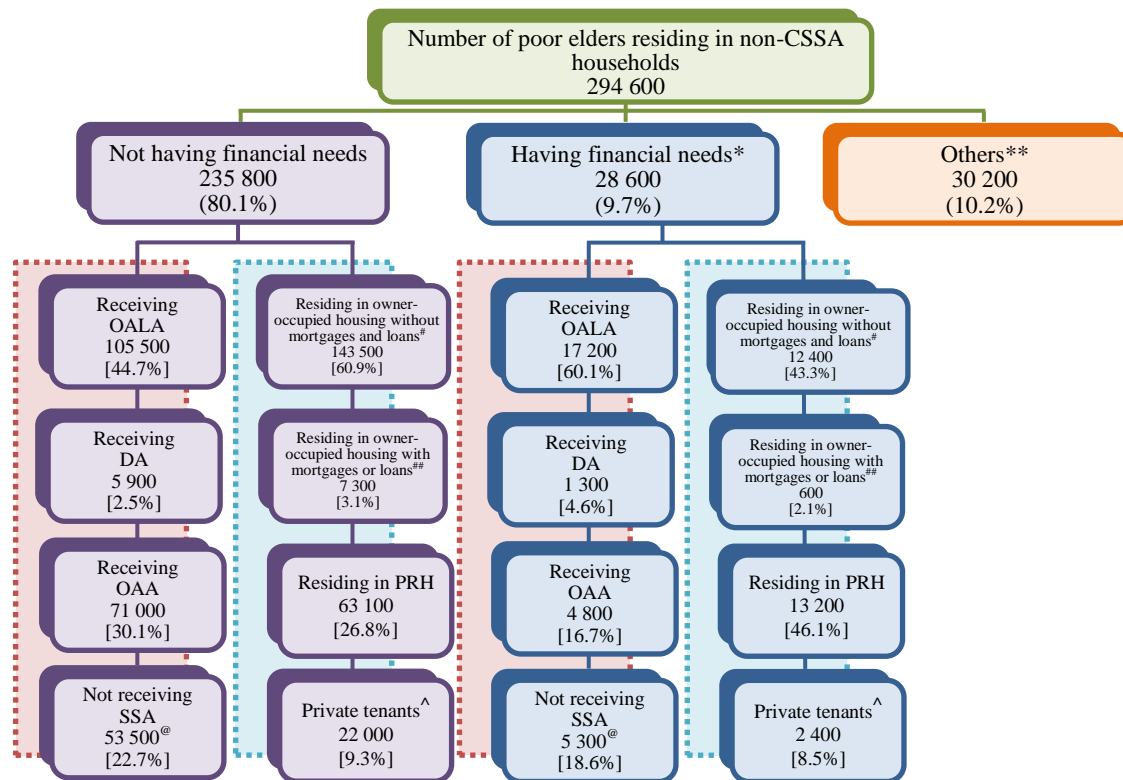 Number of poor elders residing in non-CSSA
households
294 600
Not having financial needs
235 800
(80.1%)
Having financial needs*
28 600
(9.7%)
Others**
30 200
(10.2%)
Receiving
OALA
105 500
[44.7%]
Receiving
DA
5 900
[2.5%]
Receiving
OAA
71 000
[30.1%]
Not receiving
SSA
53 500@
[22.7%]
Residing in owner-
occupied housing without
mortgages and loans#
143 500
[60.9%]
Residing in owner-
occupied housing with
mortgages or loans##
7 300
[3.1%]
Residing in PRH
63 100
[26.8%]
Private tenants^
22 000
[9.3%]
Receiving
OALA
17 200
[60.1%]
Receiving
DA
1 300
[4.6%]
Receiving
OAA
4 800
[16.7%]
Not receiving
SSA
5 300@
[18.6%]
Residing in owner-
occupied housing without
mortgages and loans#
12 400
[43.3%]
Residing in owner-
occupied housing with
mortgages or loans##
600
[2.1%]
Residing in PRH
13 200
[46.1%]
Private tenants^
2 400
[8.5%]